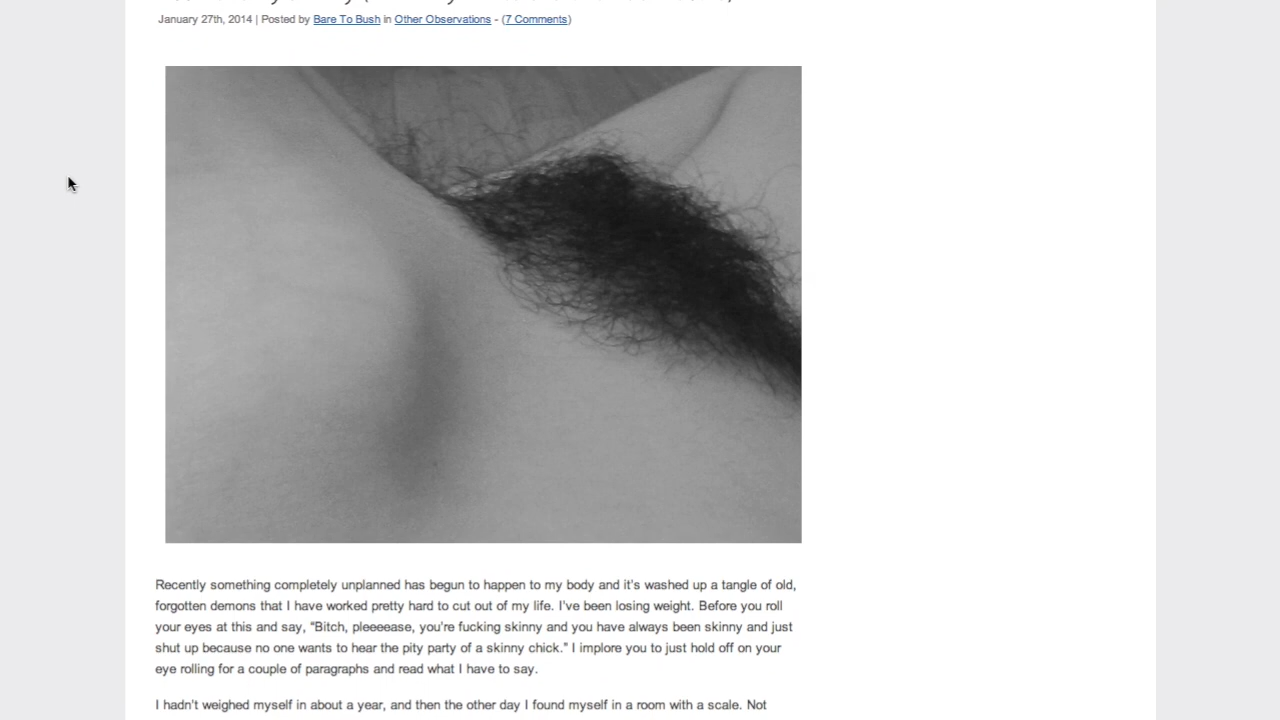 January 27th, 2014 | Posted by Bare To Bush in Other Observations - (7 Comments)
Recently something completely unplanned has begun to happen to my body and it's washed up a tangle of old,
forgotten demons that I have worked pretty hard to cut out of my life. I've been losing weight. Before you roll
your eyes at this and say, "Bitch, pleeeease, you're fucking skinny and you have always been skinny and just
shut up because no one wants to hear the pity party of a skinny chick." I implore you to just hold off on your
eye rolling for a couple of paragraphs and read what I have to say.
I hadn't weighed myself in about a year, and then the other day I found myself in a room with a scale. Not